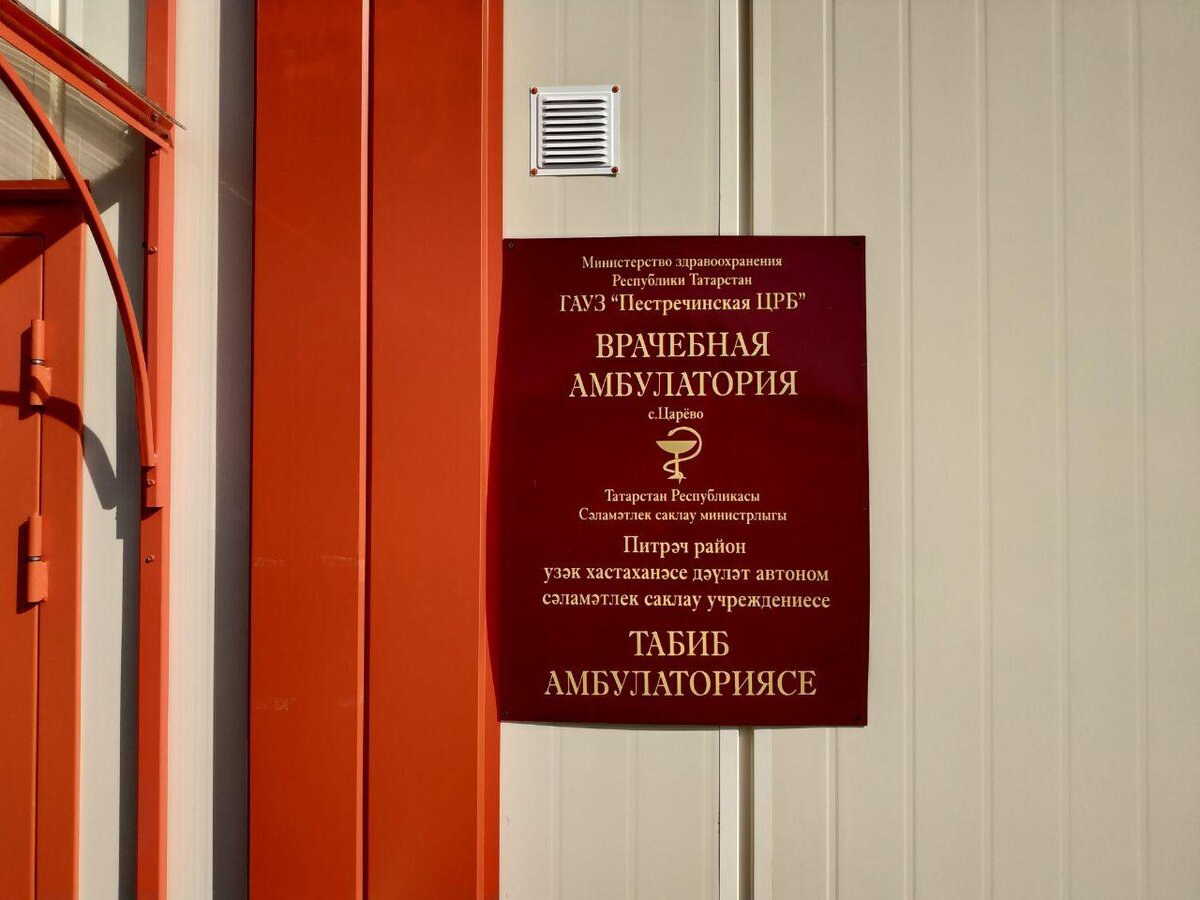 Министерство здравоохранения
Республики Татарстан
ГАУЗ “Пестречинская ЦРБ”
ВРАЧЕБНАЯ
АМБУЛАТОРИЯ
с.Царёво
Татарстан Республикасы
Сәламәтлек саклау министрлыгы
Питрәч район
узәк хастаханәсе дәүләт автоном
сәламәтлек саклау учреждениесе
ТАБИБ
АМБУЛАТОРИЯСЕ